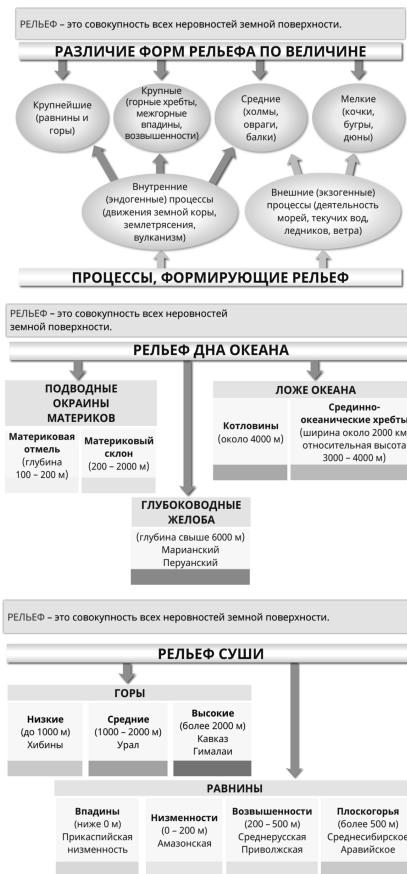 РЕЛЬЕФ – это совокупность всех неровностей земной поверхности.
РАЗЛИЧИЕ ФОРМ РЕЛЬЕФА ПО ВЕЛИЧИНЕ
Крупнейшие
(равнины и
горы)
Крупные
(горные хребты,
межгорные
впадины,
возвышенности)
Средние
(холмы,
овраги,
балки)
Мелкие
(кочки,
бугры,
дюны)
Внутренние
(эндогенные) процессы
(движения земной коры,
землетрясения,
вулканизм)
Внешние (экзогенные)
процессы (деятельность
морей, текучих вод,
ледников, ветра)
ПРОЦЕССЫ, ФОРМИРУЮЩИЕ РЕЛЬЕФ
РЕЛЬЕФ – это совокупность всех неровностей
земной поверхности.
РЕЛЬЕФ ДНА ОКЕАНА
ПОДВОДНЫЕ
ОКРАИНЫ
МАТЕРИКОВ
Материковая
отмель
(глубина
100 – 200 м)
Материковый
склон
(200 – 2000 м)
ГЛУБОКОВОДНЫЕ
ЖЕЛОБА
(глубина свыше 6000 м)
Марианский
Перуанский
ЛОЖЕ ОКЕАНА
Котловины
(около 4000 м)
Срединно-
океанические хребты
(ширина около 2000 км
относительная высота
3000 – 4000 м)
РЕЛЬЕФ – это совокупность всех неровностей земной поверхности.
РЕЛЬЕФ СУШИ
ГОРЫ
Низкие
(до 1000 м)
Хибины
Средние
(1000 – 2000 м)
Урал
Высокие
(более 2000 м)
Кавказ
Гималаи
РАВНИНЫ
Впадины
(ниже 0 м)
Прикаспийская
низменность
Низменности
(0 – 200 м)
Амазонская
Возвышенности
(200 – 500 м)
Среднерусская
Приволжская
Плоскогорья
(более 500 м)
Среднесибирское
Аравийское